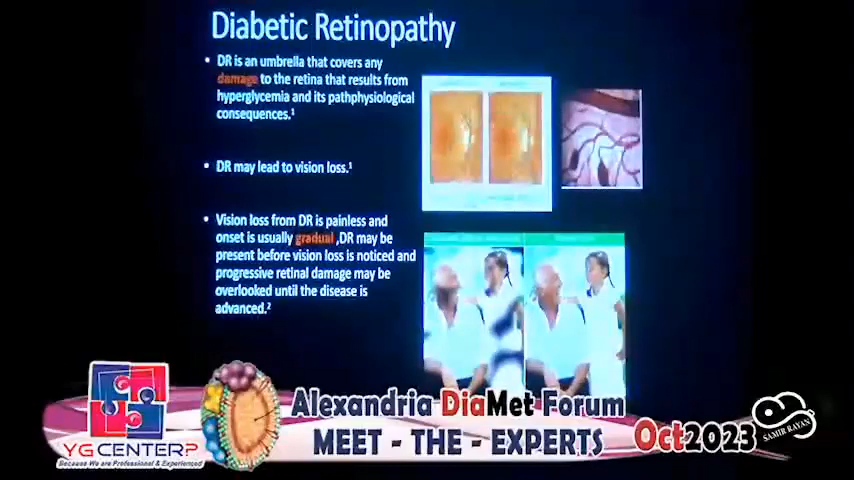 Diabetic Retinopathy
• DR is an umbrella that covers any
damage to the retina that results from
hyperglycemia and its pathphysiological
consequences.¹
• DR may lead to vision loss.¹
• Vision loss from DR is painless and
onset is usually gradual ,DR may be
present before vision loss is noticed and
progressive retinal damage may be
overlooked until the disease is
advanced.²
Alexandria DiaMet Forum
MEET - THE - EXPERTS
Oct2023
YGCENTERP
Because We are Professional & Experienced
SAMIR RAYAN